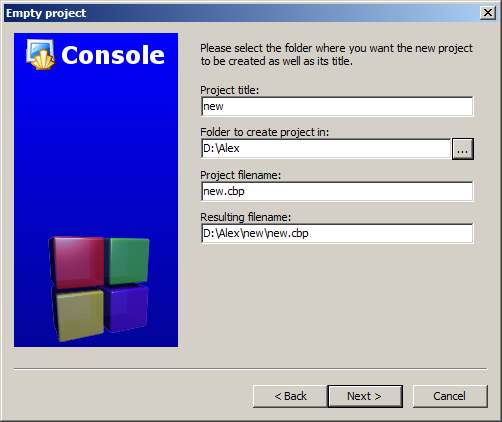 Empty project
Console
Please select the folder where you want the new project
to be created as well as its title.
Project title:
new
Folder to create project in:
D:\Alex
...
Project filename:
new.cbp
Resulting filename:
D:\Alex\new\new.cbp
< Back
Next >
Cancel